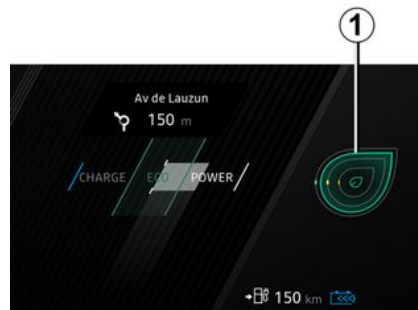 1
Av de Lauzun
150 m
CHARGE ECO POWER
150 km